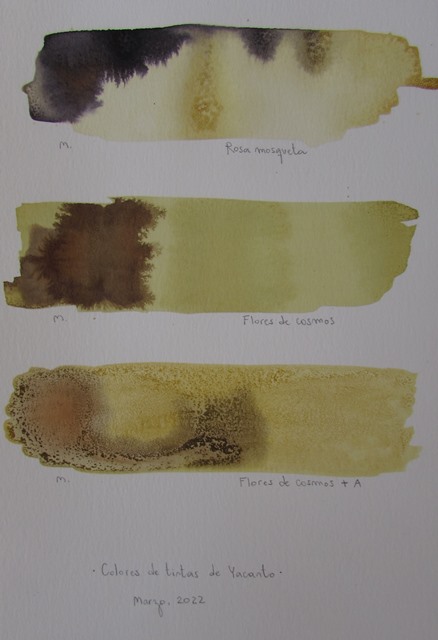 m. Rosa mosqueta
m. Flores de cosmos
m. Flores de cosmos + A
· Colores de tintas de Yacanto ·
Marzo, 2022